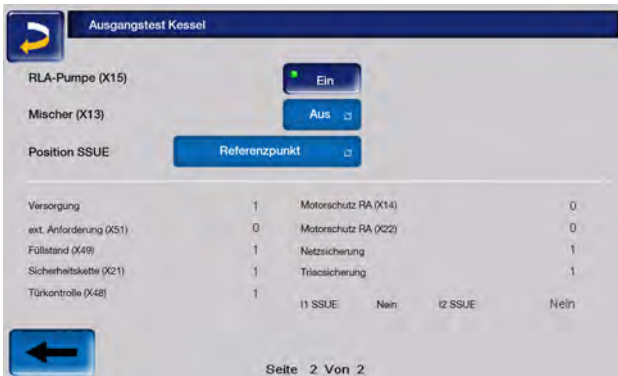 Ausgangstest Kessel
RLA-Pumpe (X15) Ein
Mischer (X13) Aus
Position SSUE Referenzpunkt
Versorgung 1 Motorschutz RA (X14) 0
ext. Anforderung (X51) 0 Motorschutz RA (X22) 0
Füllstand (X49) 1 Netzsicherung 1
Sicherheitskette (X21) 1 Triacsicherung 1
Türkontrolle (X48) 1
I1 SSUE Nein I2 SSUE Nein
Seite 2 Von 2